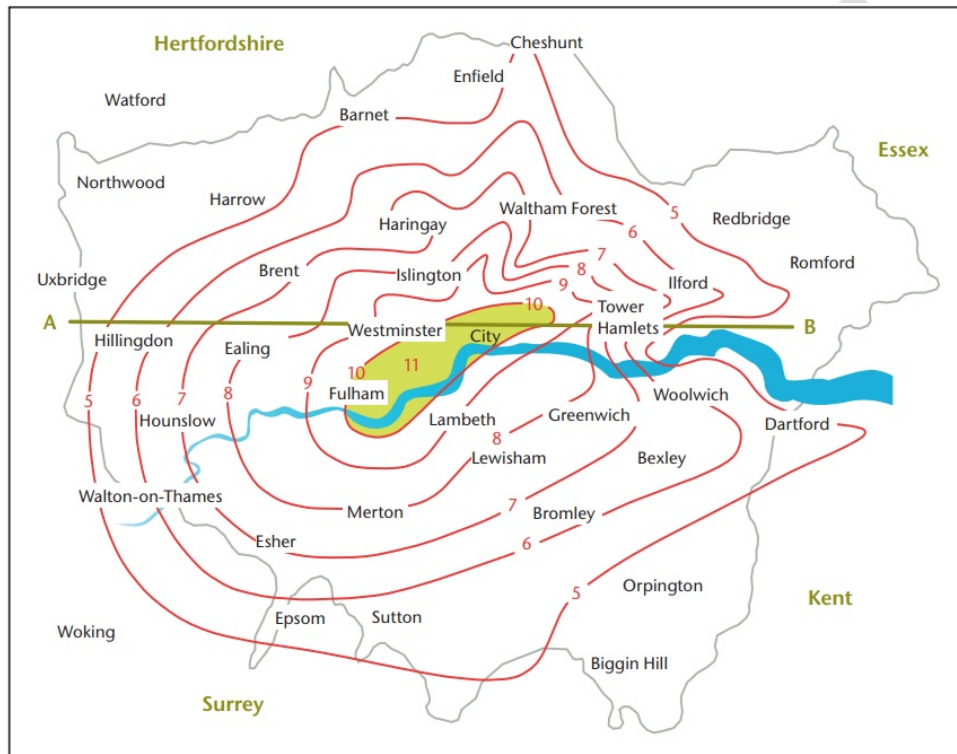 Cheshunt
Hertfordshire
Enfield
Watford
Barnet
Essex
Northwood
Harrow
5
Redbridge
Waltham Forest
Haringay
6
7
Romford
Brent
Islington
8
Ilford
Uxbridge
9
10
Tower
A
B
Westminster
Hamlets
City
Hillingdon
Ealing
11
10
9
8
7
6
5
Fulham
Woolwich
Hounslow
Lambeth
Greenwich
Dartford
8
Lewisham
Bexley
Walton-on-Thames
7
Merton
Bromley
Esher
6
Orpington
5
Kent
Epsom
Sutton
Woking
Biggin Hill
Surrey